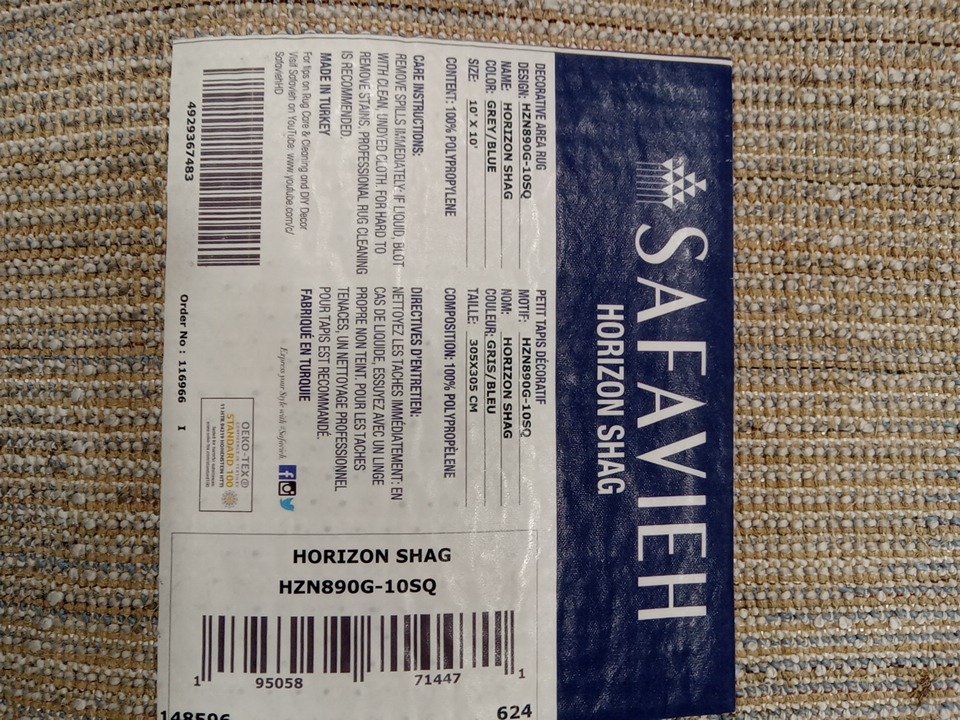 SAFAVIEH
HORIZON SHAG
DECORATIVE AREA RUG
DESIGN: HZN890G-10SQ
NAME: HORIZON SHAG
COLOR: GREY/BLUE
SIZE: 10' X 10'
CONTENT: 100% POLYPROPYLENE
CARE INSTRUCTIONS:
REMOVE SPILLS IMMEDIATELY: IF LIQUID, BLOT
WITH CLEAN, UNDYED CLOTH. FOR HARD TO
REMOVE STAINS, PROFESSIONAL RUG CLEANING
IS RECOMMENDED.
MADE IN TURKEY
For tips on Rug Care & Cleaning and DIY Decor
Visit Safavieh on YouTube: www.youtube.com/c/
SafaviehHD
4929367483
PETIT TAPIS DÉCORATIF
MOTIF: HZN890G-10SQ
NOM: HORIZON SHAG
COULEUR: GRIS/BLEU
TAILLE: 305X305 CM
COMPOSITION: 100% POLYPROPÈLENE
DIRECTIVES D'ENTRETIEN:
NETTOYEZ LES TACHES IMMÉDIATEMENT: EN
CAS DE LIQUIDE, ESSUYEZ AVEC UN LINGE
PROPRE NON TEINT, POUR LES TACHES
TENACES, UN NETTOYAGE PROFESSIONNEL
POUR TAPIS EST RECOMMANDÉ.
FABRIQUÉ EN TURQUIE
Express your Style with #Safavieh
Order No : 116966 I
OEKO-TEX®
STANDARD 100
HORIZON SHAG
HZN890G-10SQ
1 95058 71447 1
148596 624